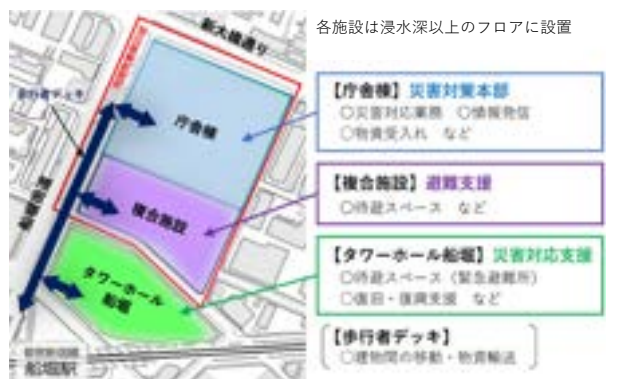 各施設は浸水深以上のフロアに設置
新大橋通り
歩行者デッキ
庁舎棟
複合施設
タワーホール
船堀
船堀駅
【庁舎棟】災害対策本部
〇災害対応業務 〇情報発信
〇物資受入れ など
【複合施設】避難支援
〇待避スペース など
【タワーホール船堀】災害対応支援
〇待避スペース（緊急避難所）
〇復旧・復興支援 など
【歩行者デッキ】
〇建物間の移動・物資輸送